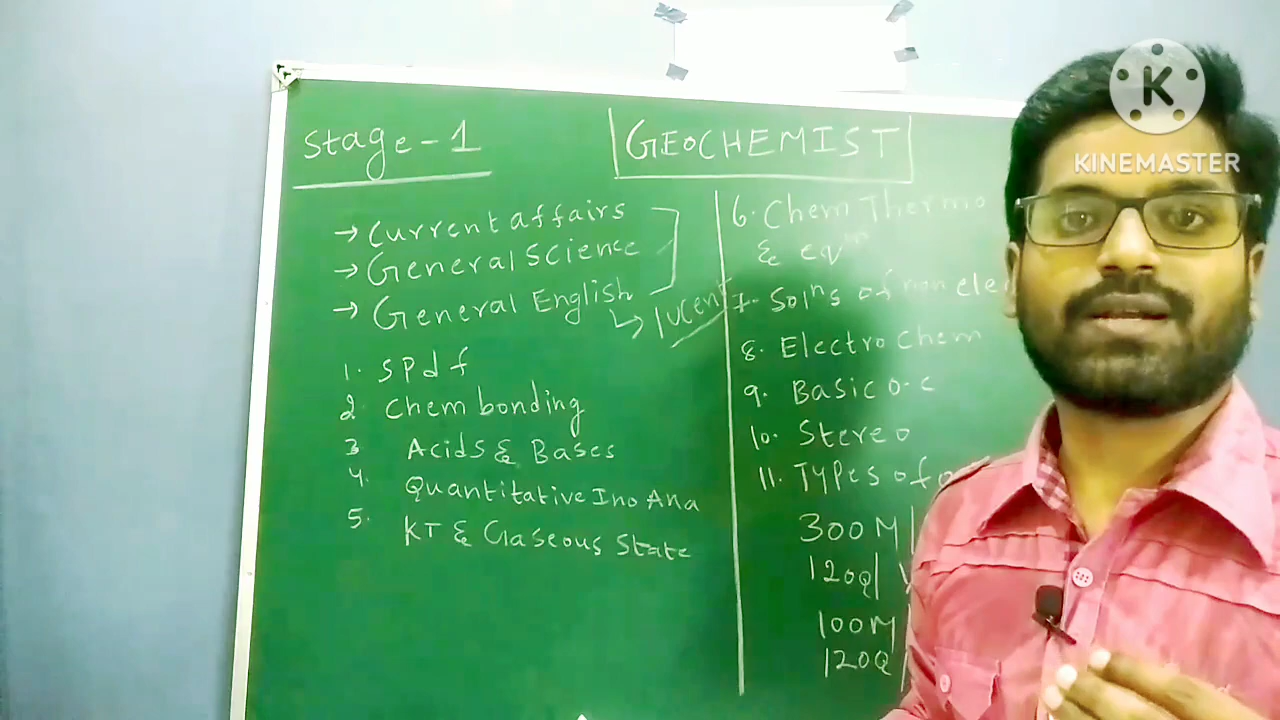 Stage-1
GEOCHEMIST
→ Current affairs
→ General Science
→ General English
→ lucent
1. s p d f
2 Chem bonding
3 Acids & Bases
4. Quantitative Ino Ana
5. KT & Gaseous State
6. Chem Thermo
& eqm
7. Solns of non elec
8. Electro Chem
9. Basic O.C
10. Stereo
11. Types of
300M
120Q
100M
120Q
K
KINEMASTER